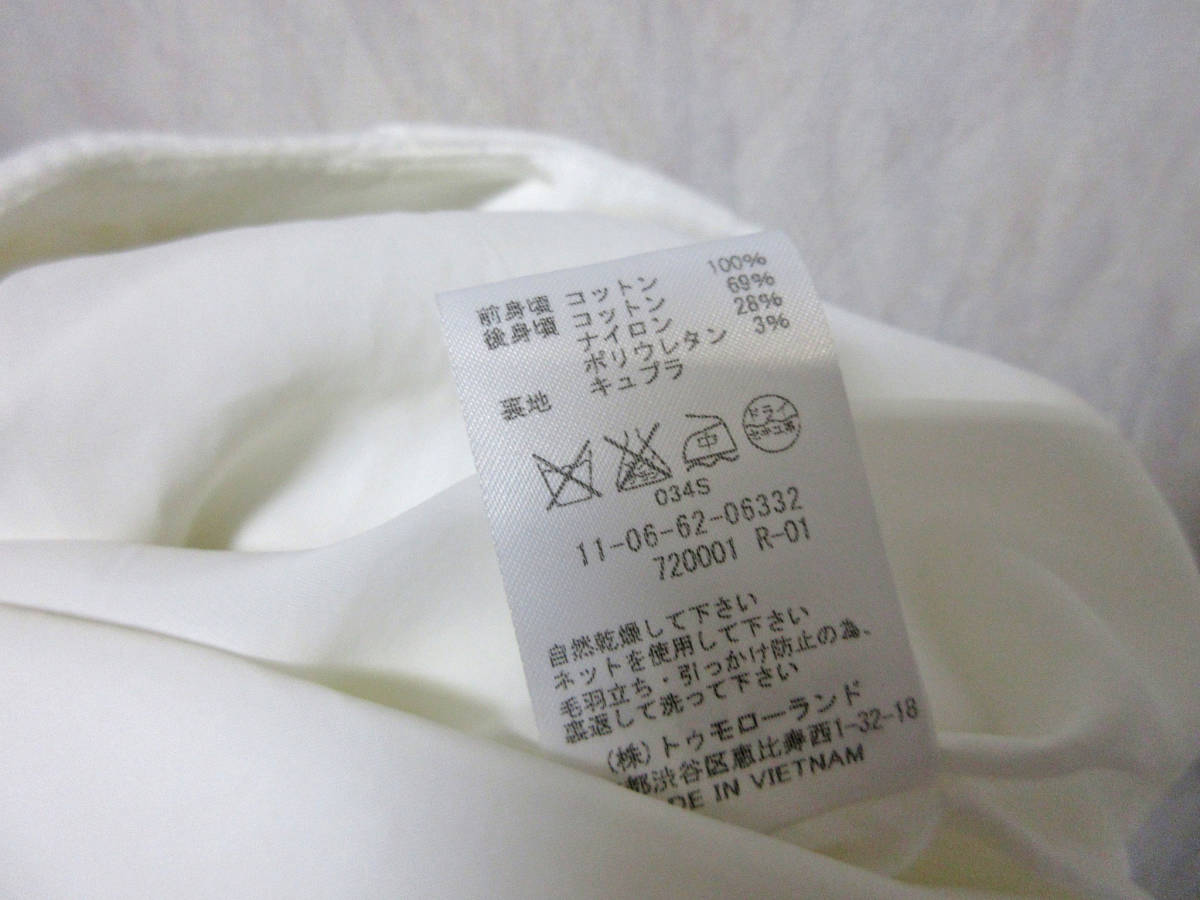 前身頃 コットン 100%
後身頃 コットン 69%
ナイロン 28%
ポリウレタン 3%
裏地 キュプラ
中
ドライ
セキユ系
034S
11-06-62-06332
720001 R-01
自然乾燥して下さい
ネットを使用して下さい
毛羽立ち・引っかけ防止の為、
裏返して洗って下さい
(株)トゥモローランド
都渋谷区恵比寿西1-32-18
DE IN VIETNAM